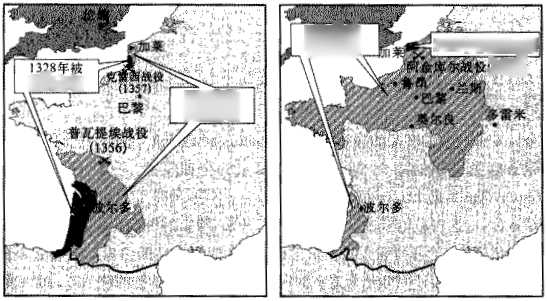 加莱
1328年被
克雷西战役
(1357)
巴黎
普瓦提埃战役
(1356)
波尔多
加莱
阿金库尔战役
兰斯
巴黎
奥尔良
多雷米
波尔多